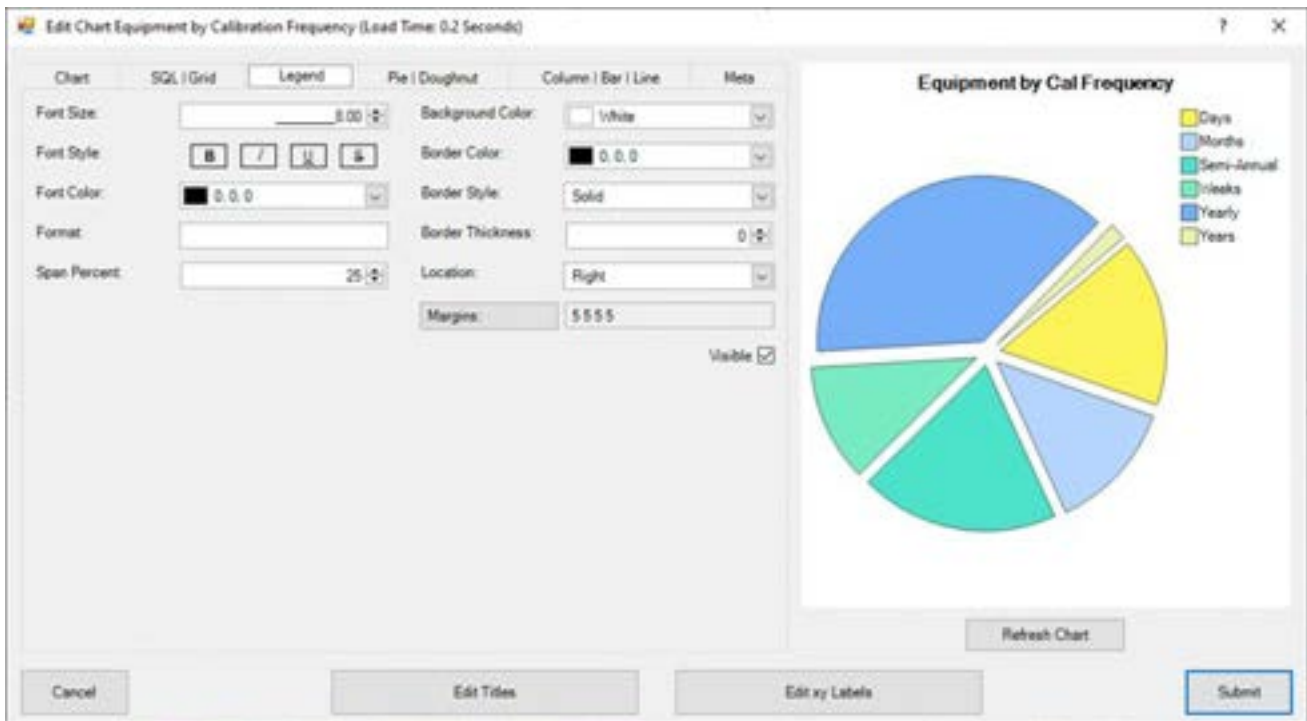 Edit Chart Equipment by Calibration Frequency (Load Time: 0.2 Seconds)
?
Chart
SQL | Grid
Legend
Pie | Doughnut
Column | Bar | Line
Meta
Font Size:
8.00
Font Style:
B
I
U
S
Font Color:
0, 0, 0
Format:
Span Percent:
25
Background Color:
White
Border Color:
0, 0, 0
Border Style:
Solid
Border Thickness:
0
Location:
Right
Margins:
5 5 5 5
Visible
Equipment by Cal Frequency
Days
Months
Semi-Annual
Weeks
Yearly
Years
Refresh Chart
Cancel
Edit Titles
Edit xy Labels
Submit